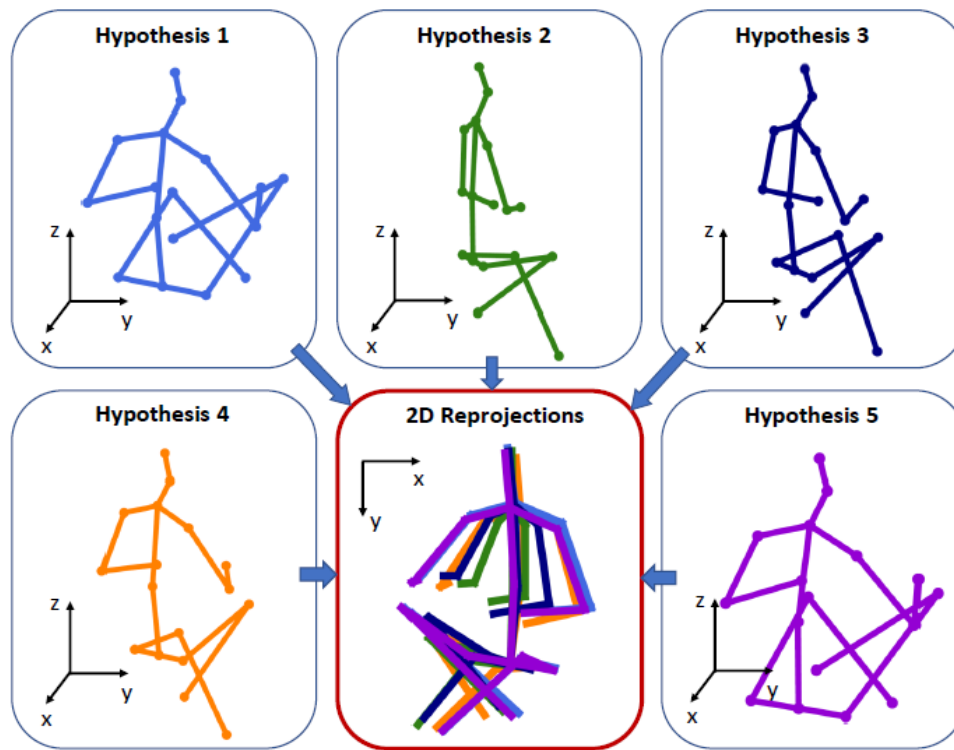 Hypothesis 1
z
y
x
Hypothesis 2
z
y
x
Hypothesis 3
z
y
x
Hypothesis 4
z
y
x
2D Reprojections
x
y
Hypothesis 5
z
y
x